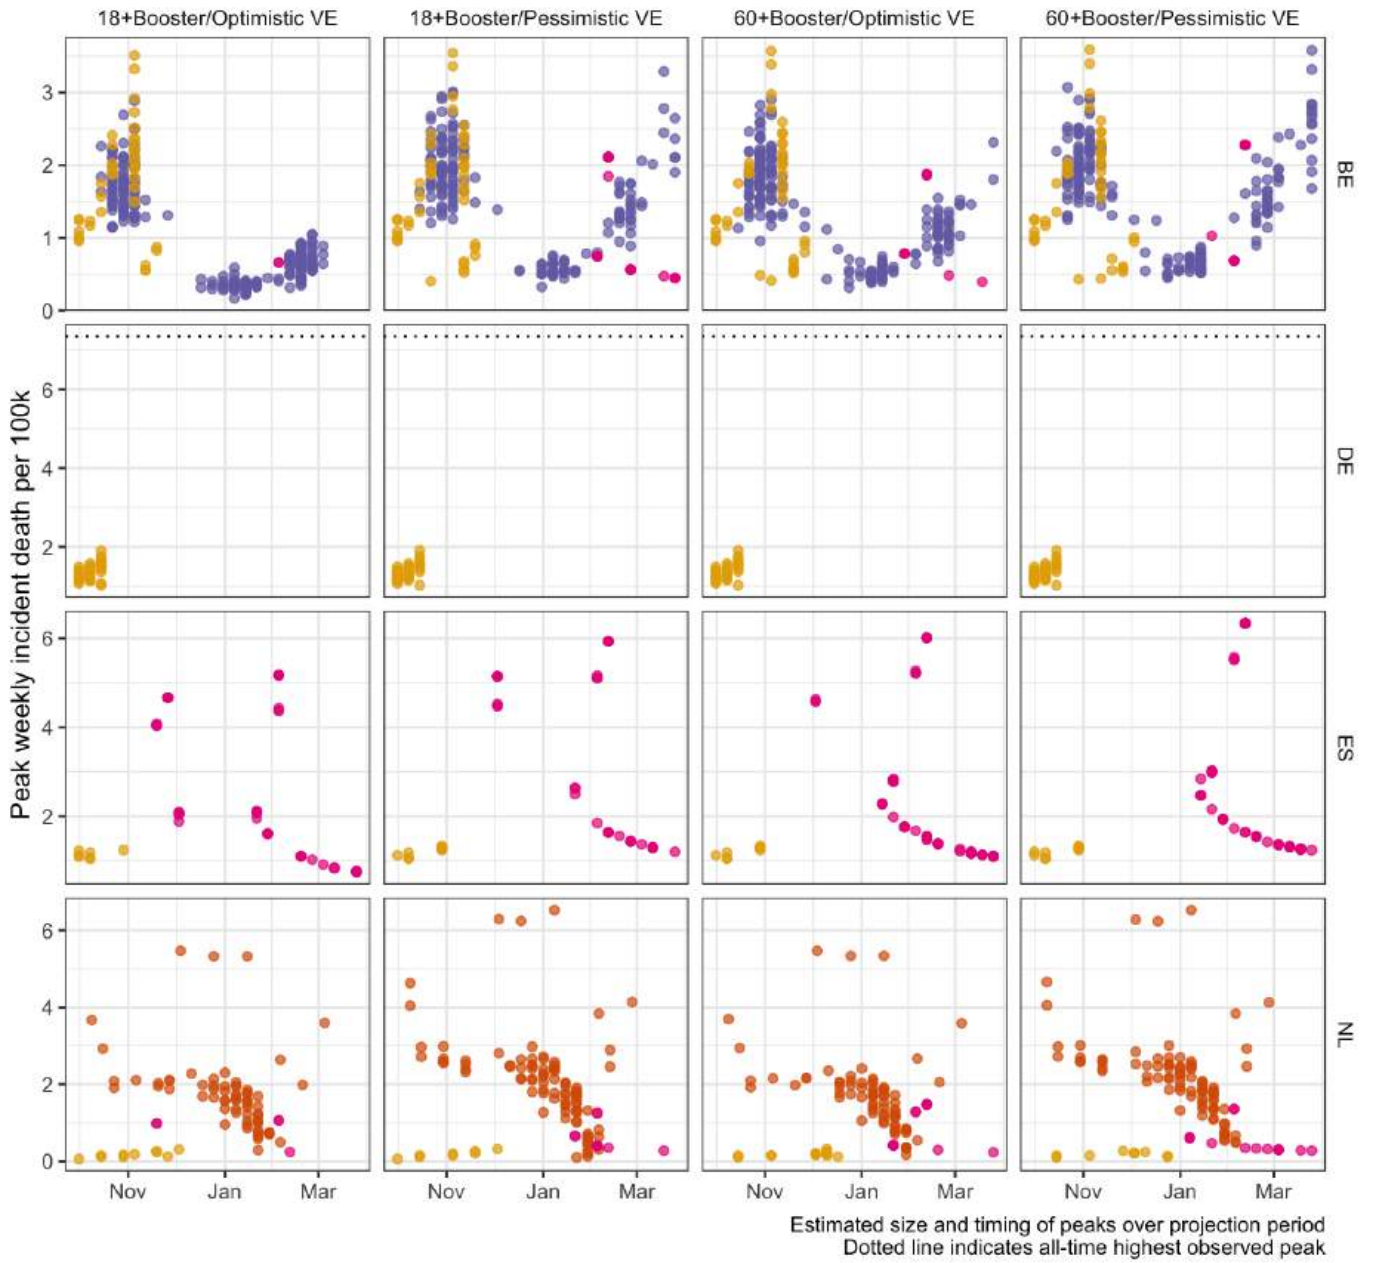 18+Booster/Optimistic VE
18+Booster/Pessimistic VE
60+Booster/Optimistic VE
60+Booster/Pessimistic VE
Peak weekly incident death per 100k
3
2
1
0
BE
6
4
2
DE
6
4
2
ES
6
4
2
0
NL
Nov Jan Mar
Nov Jan Mar
Nov Jan Mar
Nov Jan Mar
Estimated size and timing of peaks over projection period
Dotted line indicates all-time highest observed peak